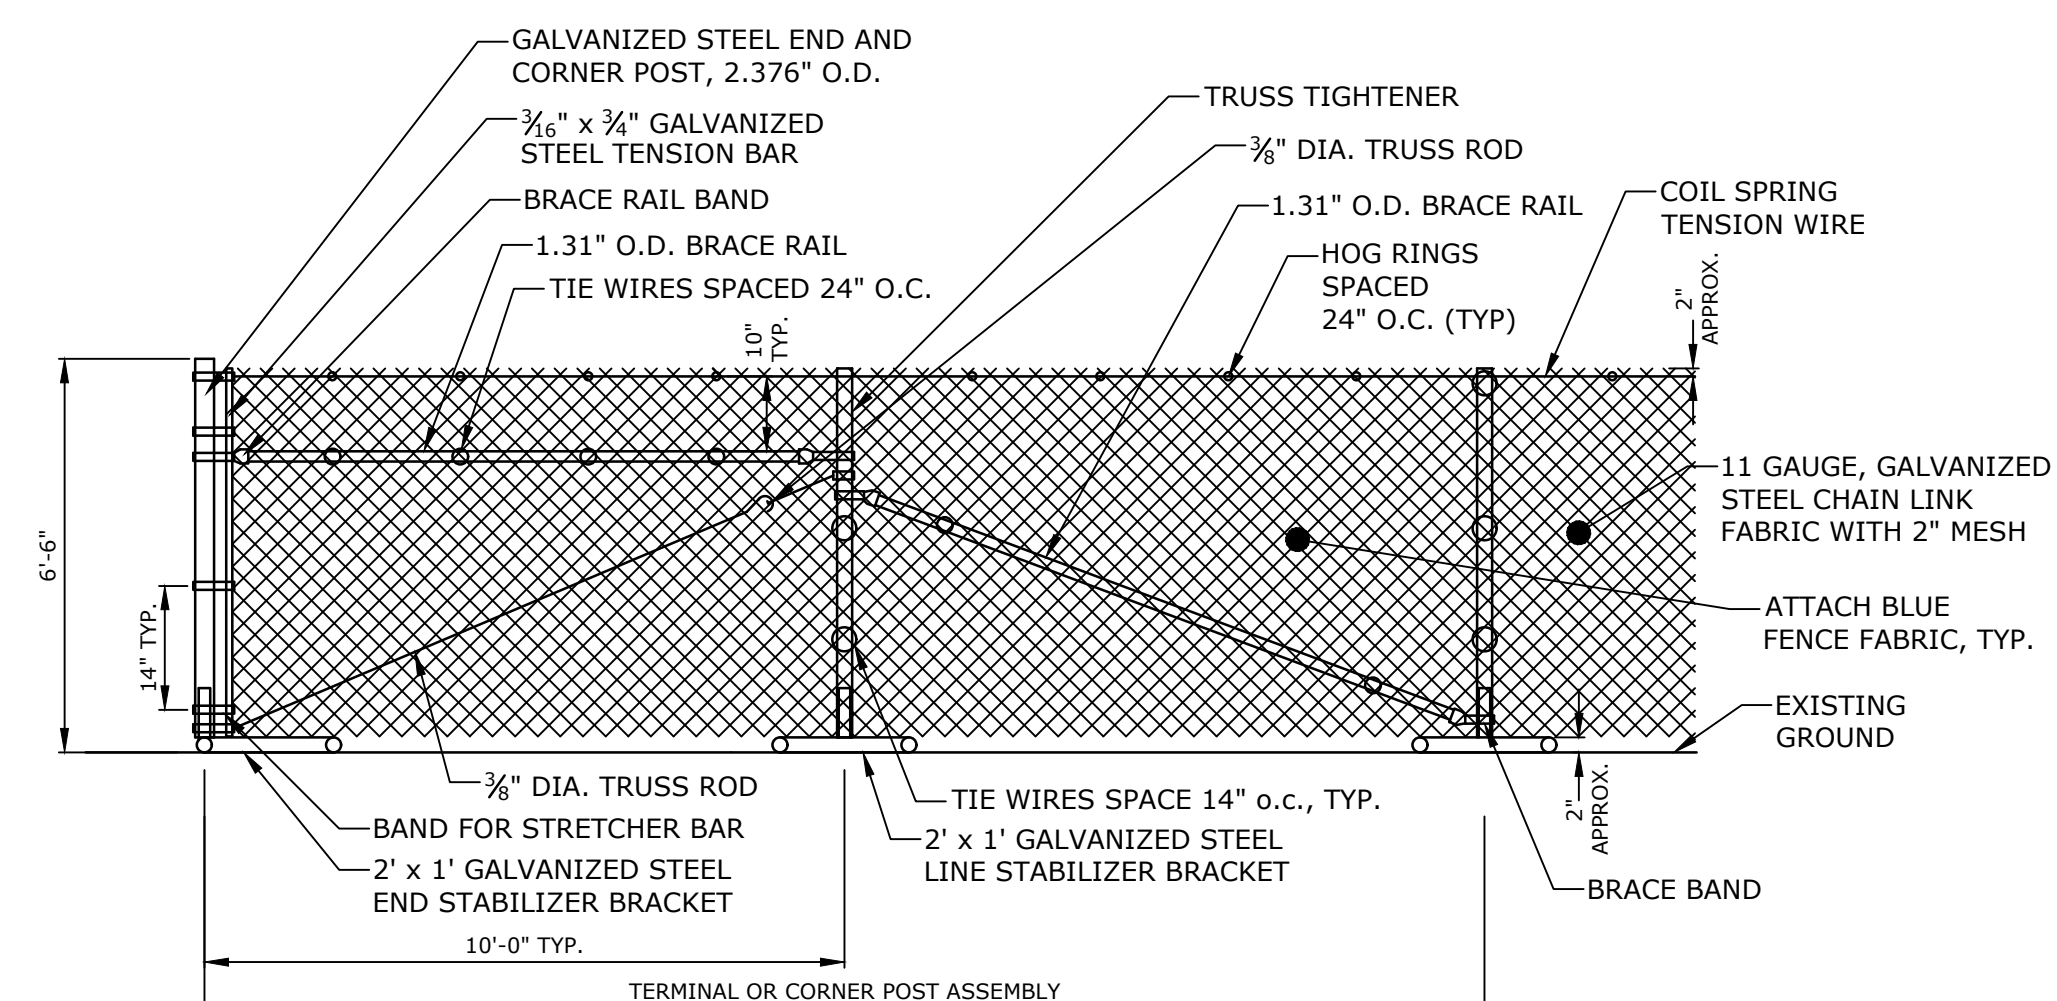 GALVANIZED STEEL END AND
CORNER POST, 2.376" O.D.
3/16" x 3/4" GALVANIZED
STEEL TENSION BAR
BRACE RAIL BAND
1.31" O.D. BRACE RAIL
TIE WIRES SPACED 24" O.C.
TRUSS TIGHTENER
3/8" DIA. TRUSS ROD
1.31" O.D. BRACE RAIL
HOG RINGS
SPACED
24" O.C. (TYP)
COIL SPRING
TENSION WIRE
2"
APPROX.
10"
TYP.
6'-6"
14" TYP.
11 GAUGE, GALVANIZED
STEEL CHAIN LINK
FABRIC WITH 2" MESH
ATTACH BLUE
FENCE FABRIC, TYP.
EXISTING
GROUND
2"
APPROX.
3/8" DIA. TRUSS ROD
BAND FOR STRETCHER BAR
2' x 1' GALVANIZED STEEL
END STABILIZER BRACKET
TIE WIRES SPACE 14" o.c., TYP.
2' x 1' GALVANIZED STEEL
LINE STABILIZER BRACKET
BRACE BAND
10'-0" TYP.
TERMINAL OR CORNER POST ASSEMBLY